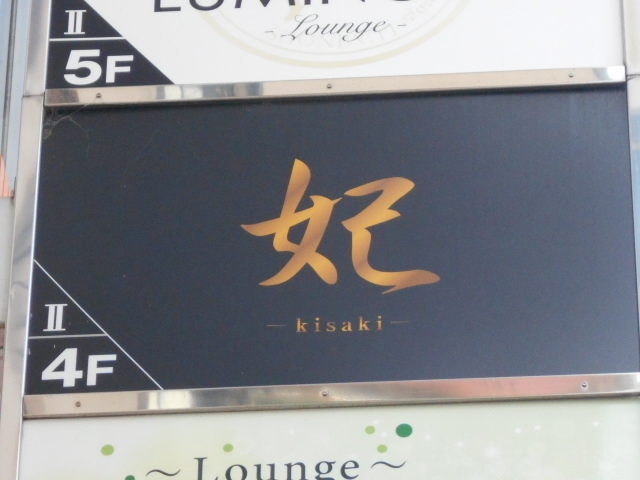 Lounge
Ⅱ
5F
妃
- kisaki -
Ⅱ
4F
~Lounge~